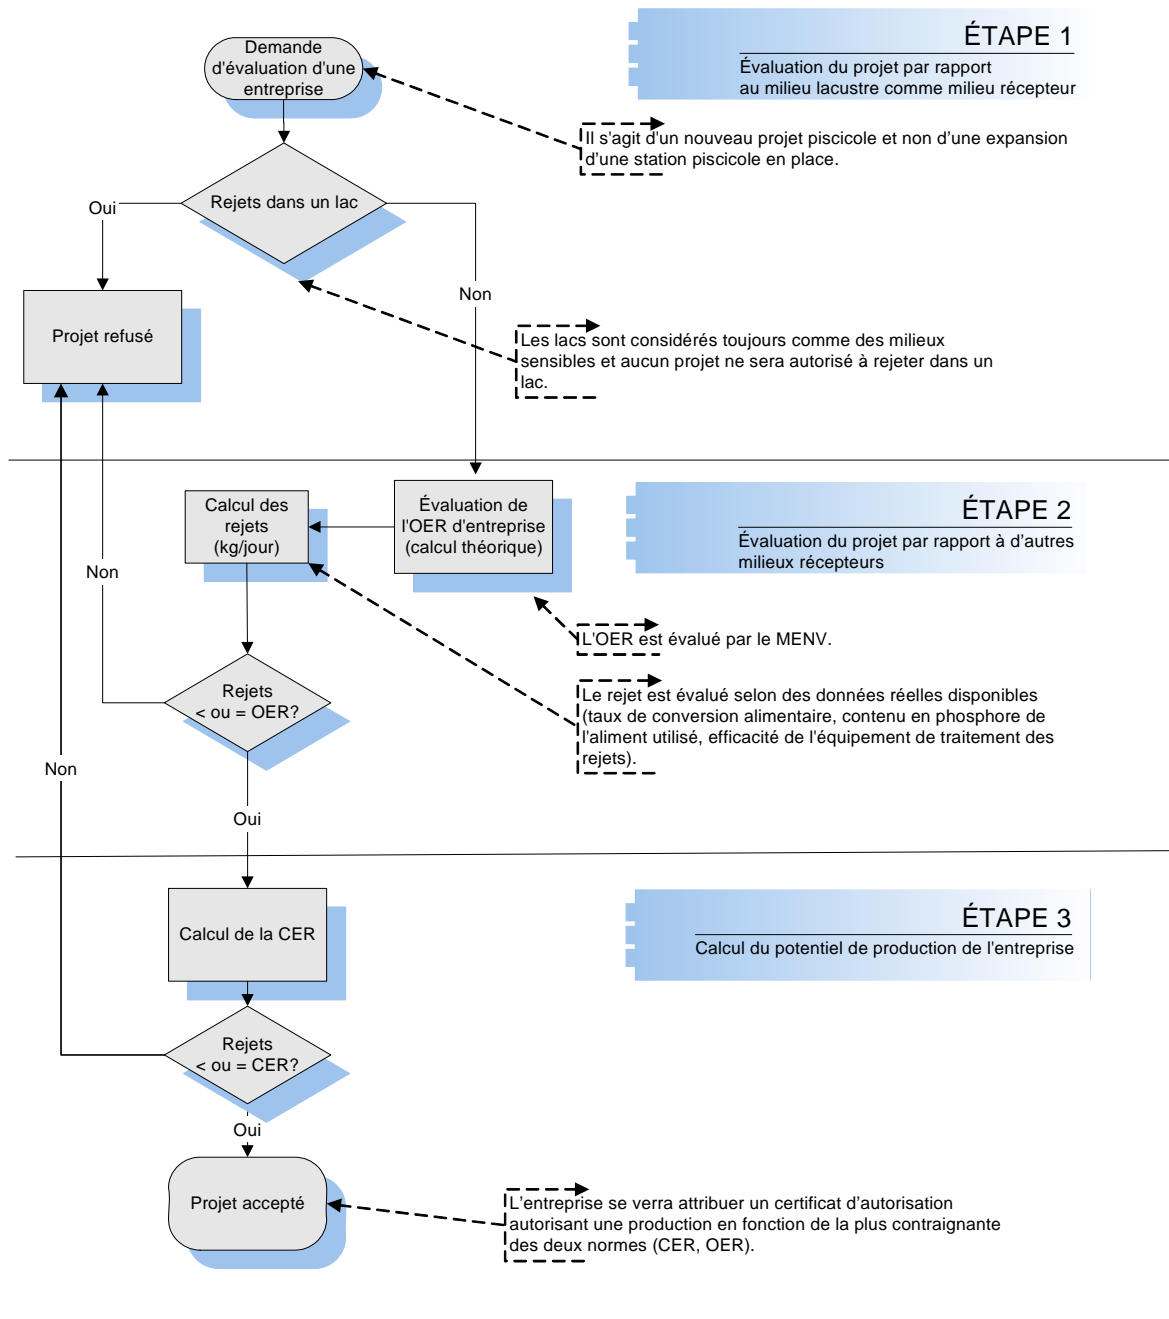 Demande
d'évaluation d'une
entreprise
ÉTAPE 1
Évaluation du projet par rapport
au milieu lacustre comme milieu récepteur
Il s'agit d'un nouveau projet piscicole et non d'une expansion
d'une station piscicole en place.
Rejets dans un lac
Oui
Non
Projet refusé
Les lacs sont considérés toujours comme des milieux
sensibles et aucun projet ne sera autorisé à rejeter dans un
lac.
ÉTAPE 2
Évaluation du projet par rapport à d'autres
milieux récepteurs
Évaluation de
l'OER d'entreprise
(calcul théorique)
Calcul des
rejets
(kg/jour)
Non
L'OER est évalué par le MENV.
Rejets
< ou = OER?
Le rejet est évalué selon des données réelles disponibles
(taux de conversion alimentaire, contenu en phosphore de
l'aliment utilisé, efficacité de l'équipement de traitement des
rejets).
Non
Oui
ÉTAPE 3
Calcul du potentiel de production de l'entreprise
Calcul de la CER
Rejets
< ou = CER?
Oui
Projet accepté
L'entreprise se verra attribuer un certificat d'autorisation
autorisant une production en fonction de la plus contraignante
des deux normes (CER, OER).